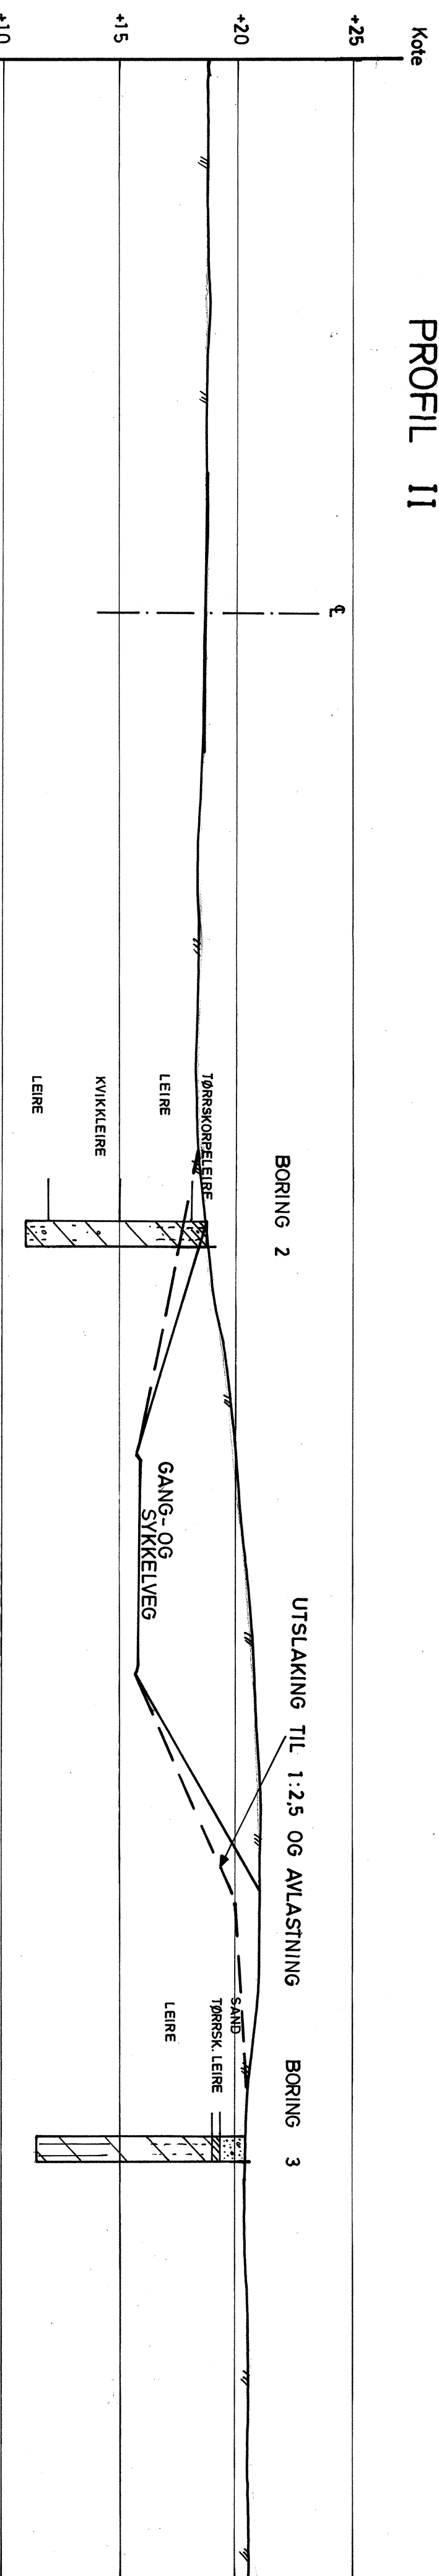 PROFIL II
Kote
+25
+20
+15
+10
℄
BORING 2
TØRRSKORPELEIRE
LEIRE
KVIKKLEIRE
LEIRE
GANG- OG
SYKKELVEG
UTSLAKING TIL 1:2,5 OG AVLASTNING
BORING 3
SAND
TØRRSK. LEIRE
LEIRE